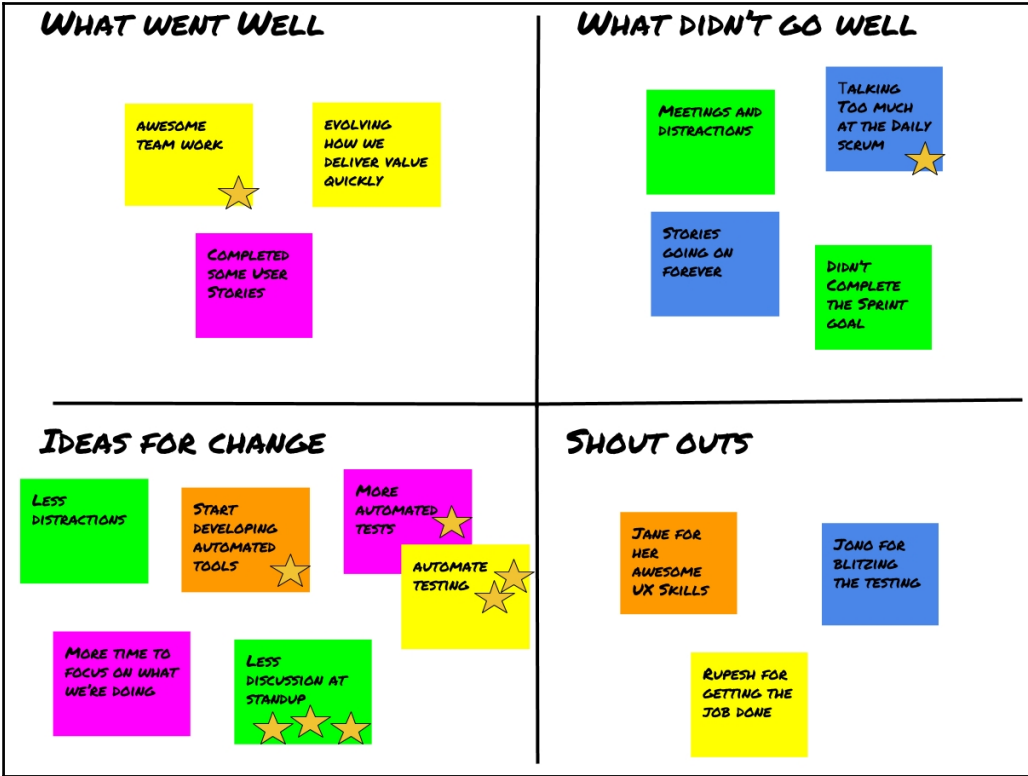 WHAT WENT WELL
AWESOME
TEAM WORK
EVOLVING
HOW WE
DELIVER VALUE
QUICKLY
COMPLETED
SOME USER
STORIES
WHAT DIDN'T GO WELL
MEETINGS AND
DISTRACTIONS
TALKING
TOO MUCH
AT THE DAILY
SCRUM
STORIES
GOING ON
FOREVER
DIDN'T
COMPLETE
THE SPRINT
GOAL
IDEAS FOR CHANGE
LESS
DISTRACTIONS
START
DEVELOPING
AUTOMATED
TOOLS
MORE
AUTOMATED
TESTS
AUTOMATE
TESTING
MORE TIME TO
FOCUS ON WHAT
WE'RE DOING
LESS
DISCUSSION AT
STANDUP
SHOUT OUTS
JANE FOR
HER
AWESOME
UX SKILLS
JONO FOR
BLITZING
THE TESTING
RUPESH FOR
GETTING THE
JOB DONE